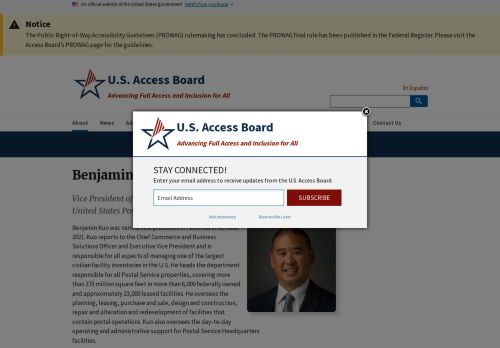 An official website of the United States government Here's how you know
Notice
The Public Right-of-Way Accessibility Guidelines (PROWAG) rulemaking has concluded. The PROWAG final rule has been published in the Federal Register. Please visit the
Access Board's PROWAG page for the guidelines.
U.S. Access Board
Advancing Full Access and Inclusion for All
En Español
About News Contact Us
U.S. Access Board
Advancing Full Access and Inclusion for All
STAY CONNECTED!
Enter your email address to receive updates from the U.S. Access Board.
Email Address SUBSCRIBE
Not Interested Remind Me Later
Benjamin
Vice President of
United States
Benjamin Kuo was
2021. Kuo reports to the Chief Commerce and Business
Solutions Officer and Executive Vice President and is
responsible for all aspects of managing one of the largest
civilian facility inventories in the U.S. He heads the department
responsible for all Postal Service properties, covering more
than 275 million square feet in more than 8,000 federally owned
and approximately 23,000 leased facilities. He oversees the
planning, leasing, purchase and sale, design and construction,
repair and alteration and redevelopment of facilities that
contain postal operations. Kuo also oversees the day-to-day
operating and administrative support for Postal Service Headquarters
facilities.